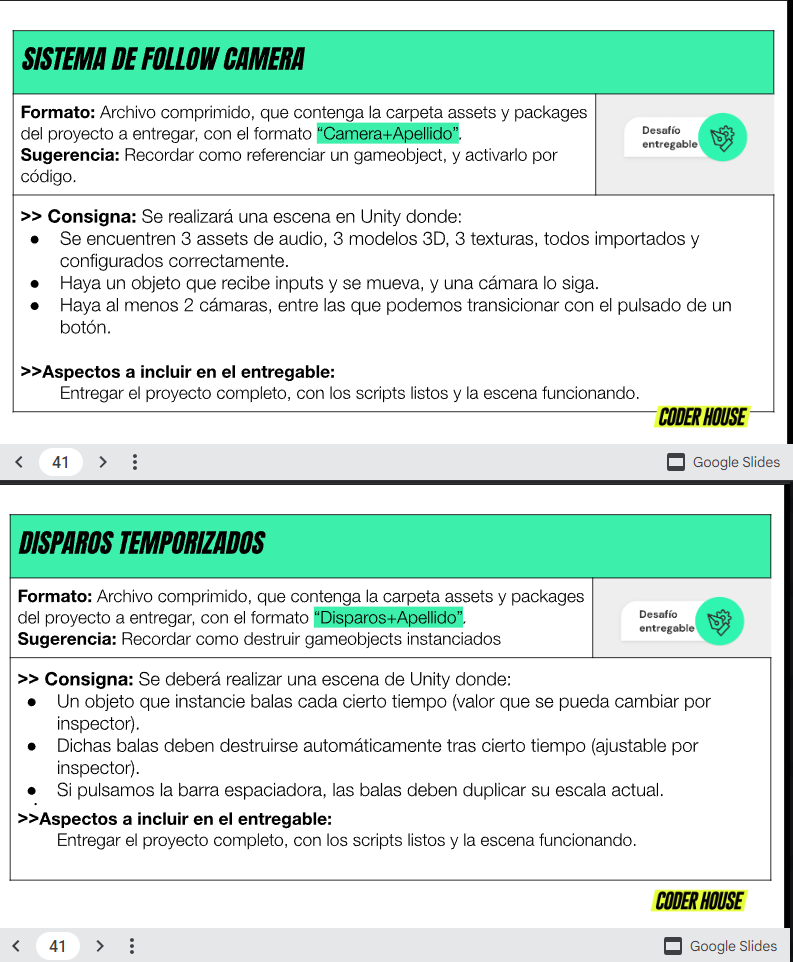 SISTEMA DE FOLLOW CAMERA
Formato: Archivo comprimido, que contenga la carpeta assets y packages
del proyecto a entregar, con el formato “Camera+Apellido”.
Sugerencia: Recordar como referenciar un gameobject, y activarlo por
código.
Desafío
entregable
>> Consigna: Se realizará una escena en Unity donde:
● Se encuentren 3 assets de audio, 3 modelos 3D, 3 texturas, todos importados y
configurados correctamente.
● Haya un objeto que recibe inputs y se mueva, y una cámara lo siga.
● Haya al menos 2 cámaras, entre las que podemos transicionar con el pulsado de un
botón.
>>Aspectos a incluir en el entregable:
Entregar el proyecto completo, con los scripts listos y la escena funcionando.
CODER HOUSE
41
Google Slides
DISPAROS TEMPORIZADOS
Formato: Archivo comprimido, que contenga la carpeta assets y packages
del proyecto a entregar, con el formato “Disparos+Apellido”.
Sugerencia: Recordar como destruir gameobjects instanciados
Desafío
entregable
>> Consigna: Se deberá realizar una escena de Unity donde:
● Un objeto que instancie balas cada cierto tiempo (valor que se pueda cambiar por
inspector).
● Dichas balas deben destruirse automáticamente tras cierto tiempo (ajustable por
inspector).
● Si pulsamos la barra espaciadora, las balas deben duplicar su escala actual.
>>Aspectos a incluir en el entregable:
Entregar el proyecto completo, con los scripts listos y la escena funcionando.
CODER HOUSE
41
Google Slides